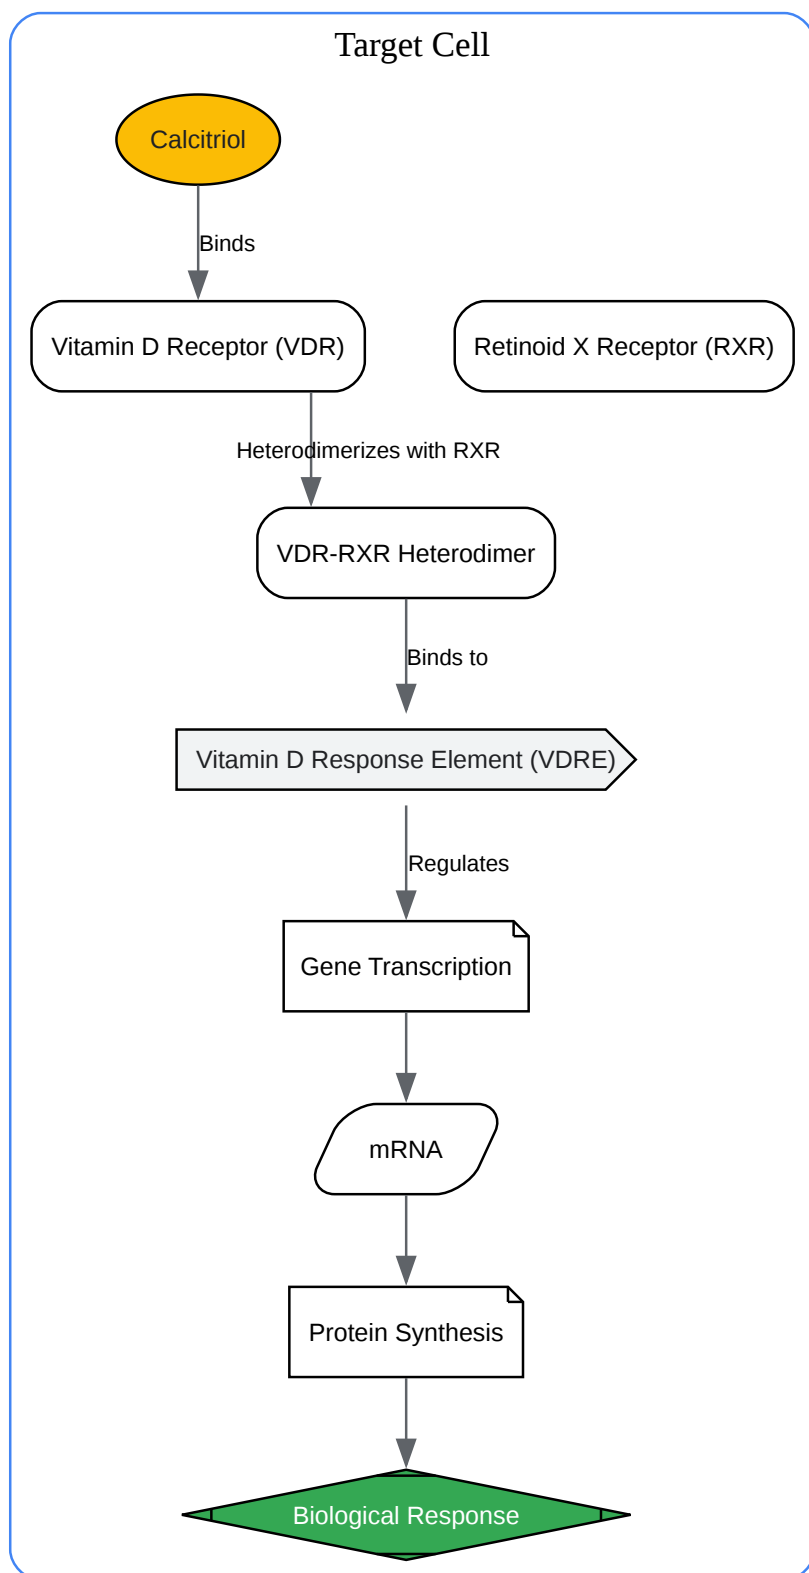 Target Cell
Calcitriol
Binds
Vitamin D Receptor (VDR)
Retinoid X Receptor (RXR)
Heterodimerizes with RXR
VDR-RXR Heterodimer
Binds to
Vitamin D Response Element (VDRE)
Regulates
Gene Transcription
mRNA
Protein Synthesis
Biological Response